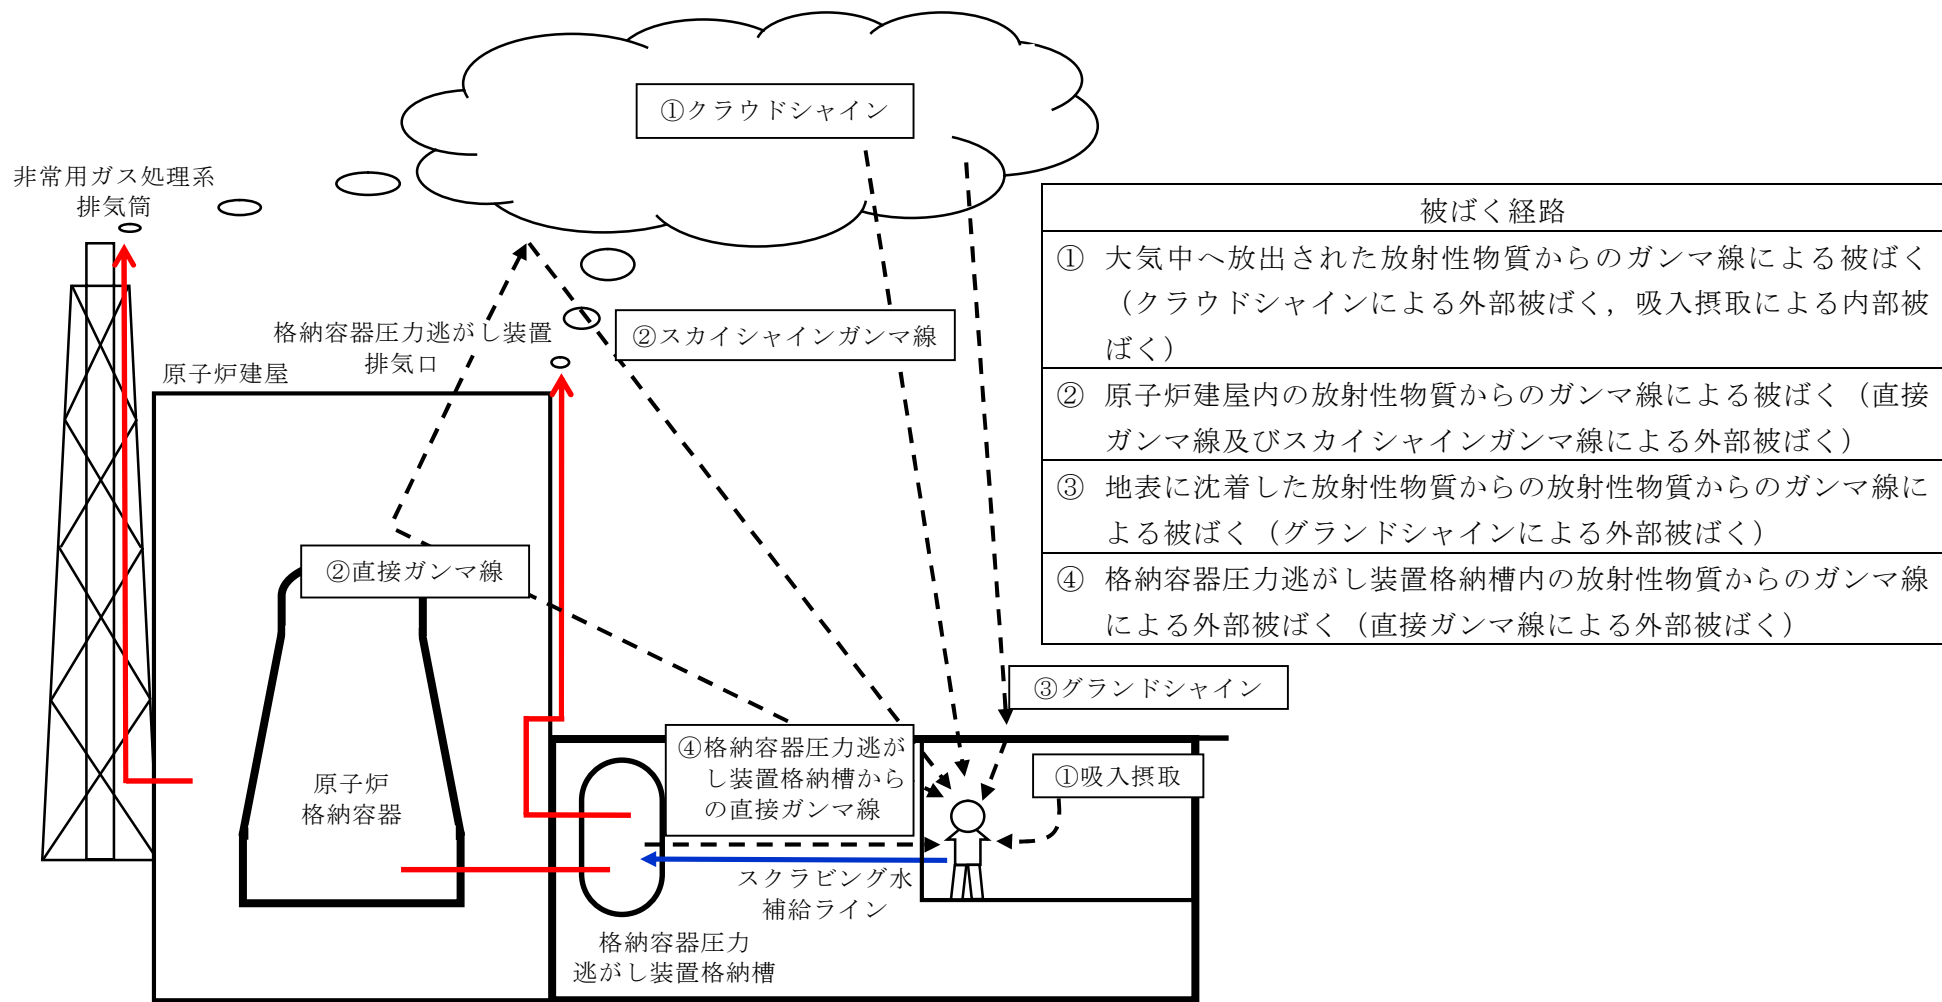 ①クラウドシャイン
非常用ガス処理系
排気筒
格納容器圧力逃がし装置
排気口
②スカイシャインガンマ線
原子炉建屋
②直接ガンマ線
原子炉
格納容器
④格納容器圧力逃が
し装置格納槽から
の直接ガンマ線
③グランドシャイン
①吸入摂取
スクラビング水
補給ライン
格納容器圧力
逃がし装置格納槽
被ばく経路
① 大気中へ放出された放射性物質からのガンマ線による被ばく
（クラウドシャインによる外部被ばく，吸入摂取による内部被
ばく）
② 原子炉建屋内の放射性物質からのガンマ線による被ばく（直接
ガンマ線及びスカイシャインガンマ線による外部被ばく）
③ 地表に沈着した放射性物質からの放射性物質からのガンマ線に
よる被ばく（グランドシャインによる外部被ばく）
④ 格納容器圧力逃がし装置格納槽内の放射性物質からのガンマ線
による外部被ばく（直接ガンマ線による外部被ばく）